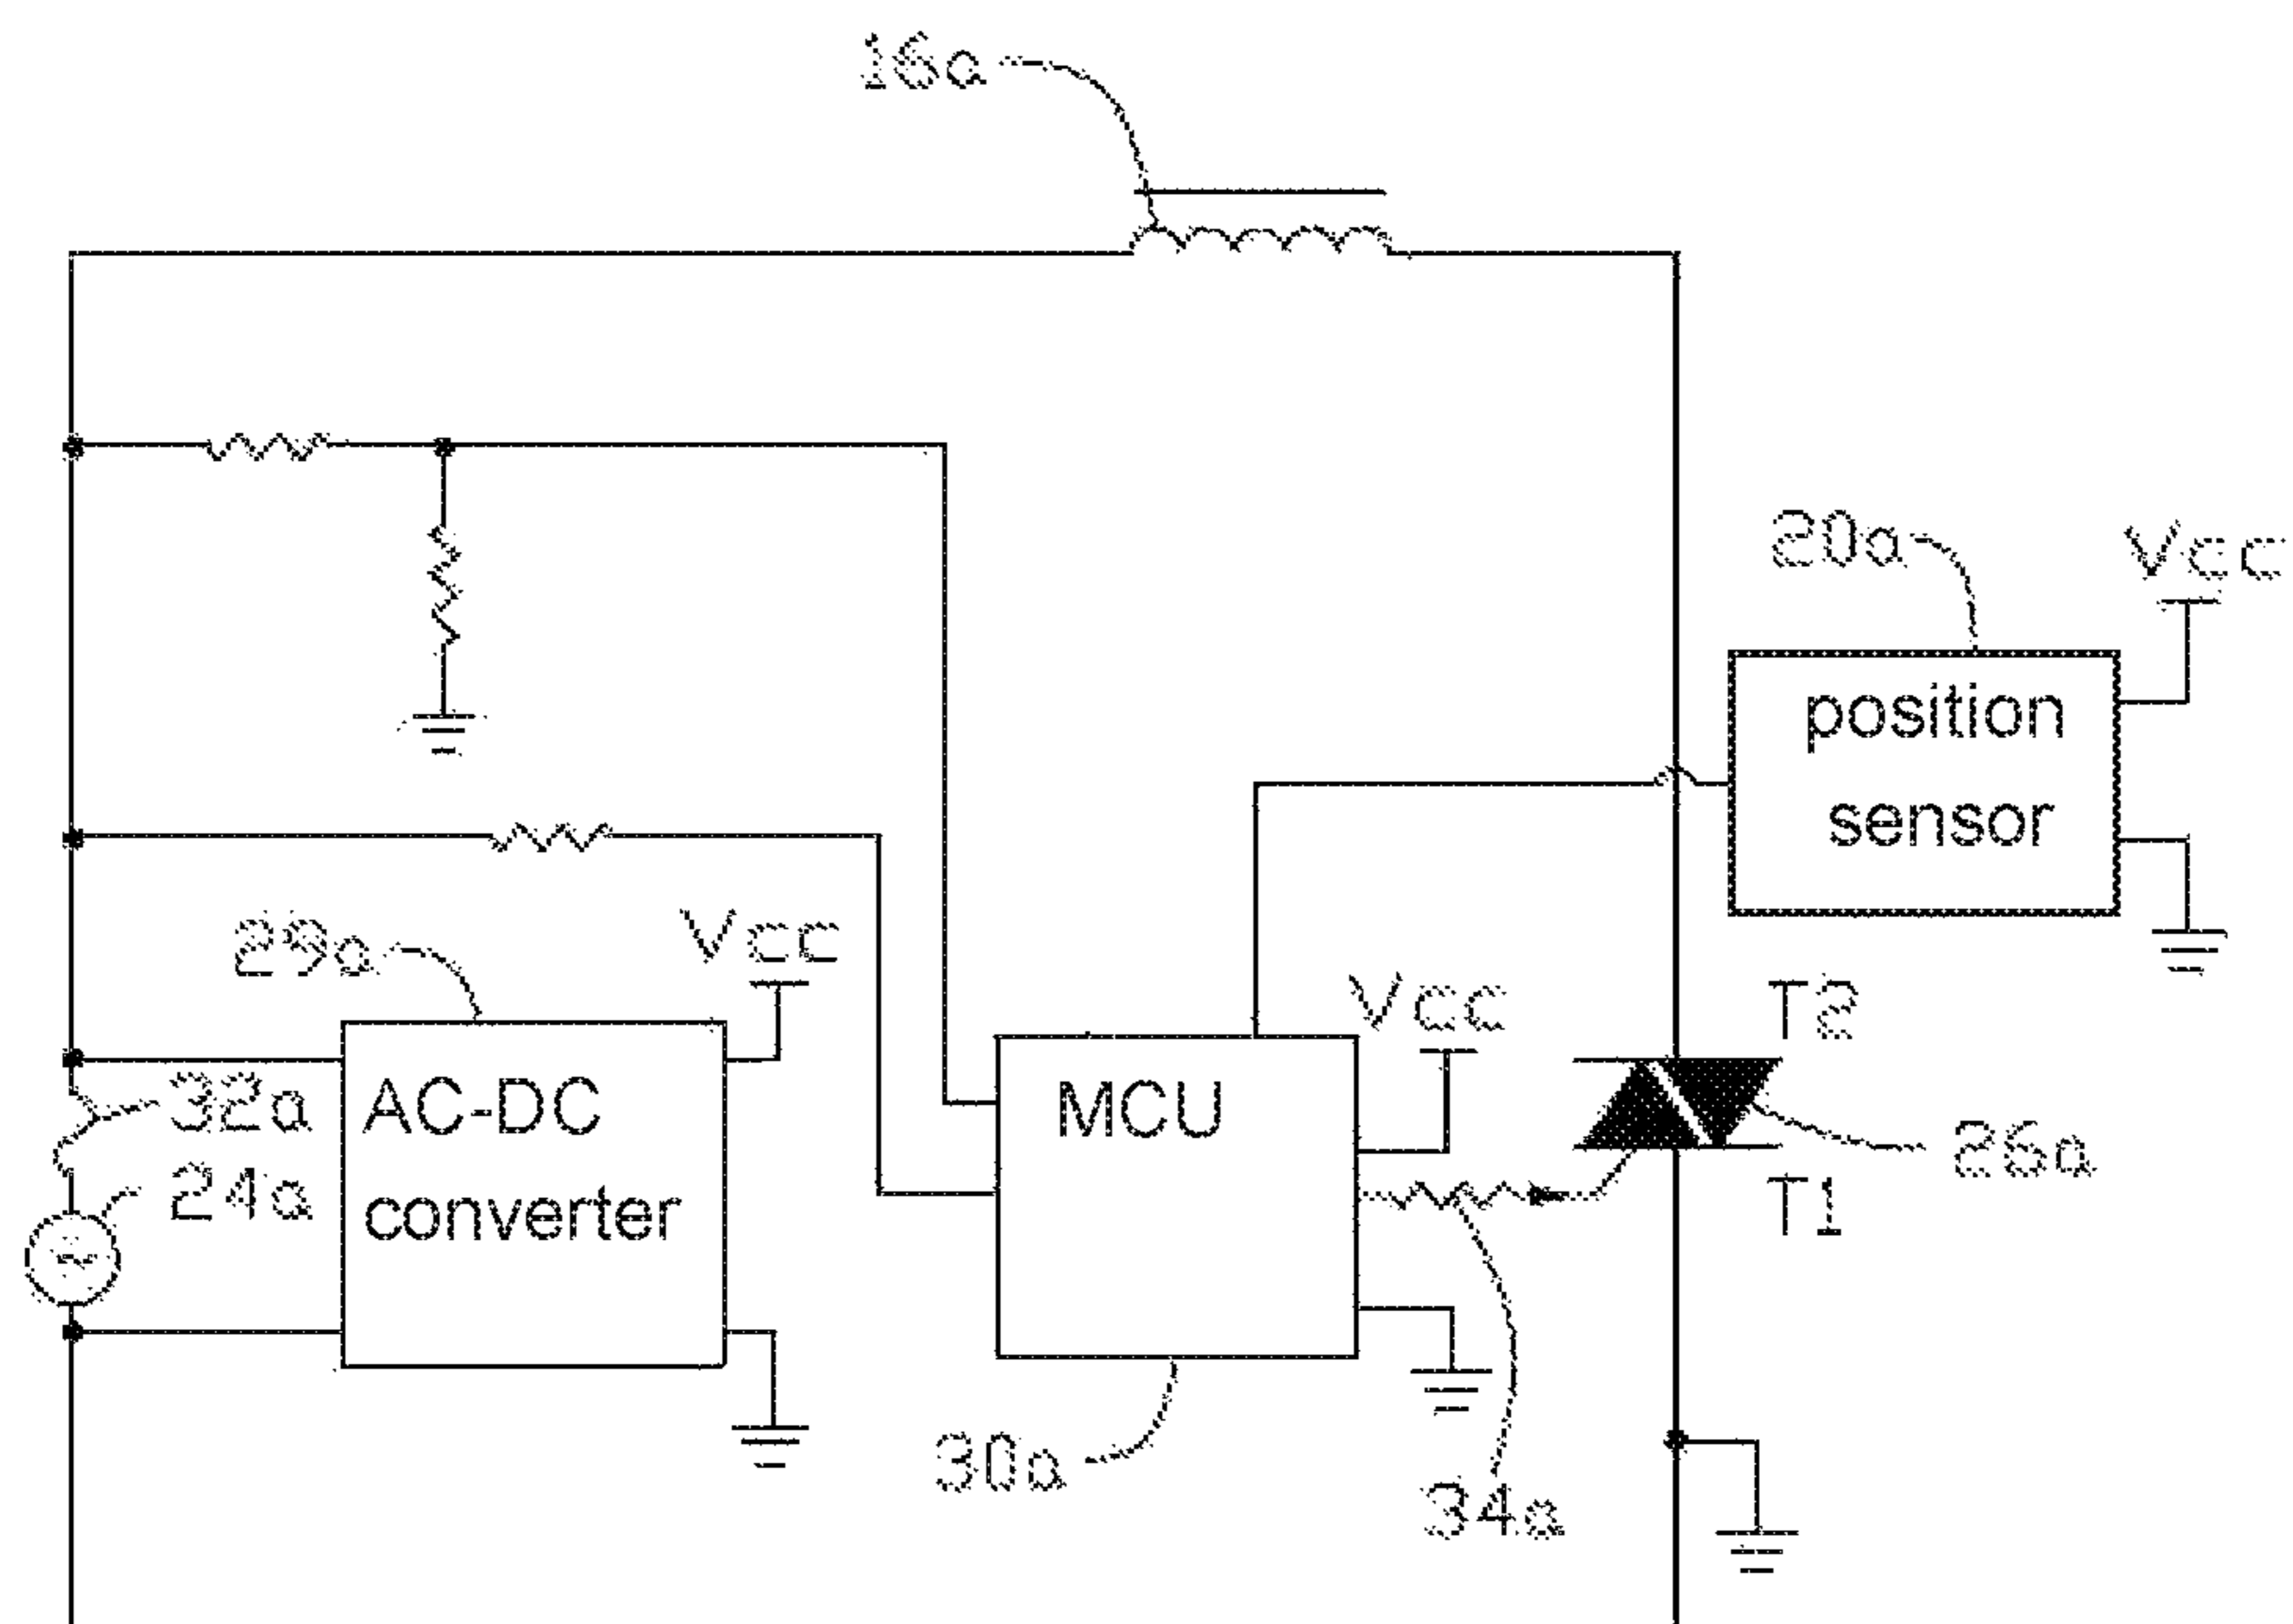 16a
20a
Vcc
position
sensor
29a
Vcc
Vcc
T2
32a
AC-DC
converter
MCU
26a
24a
T1
30a
34a